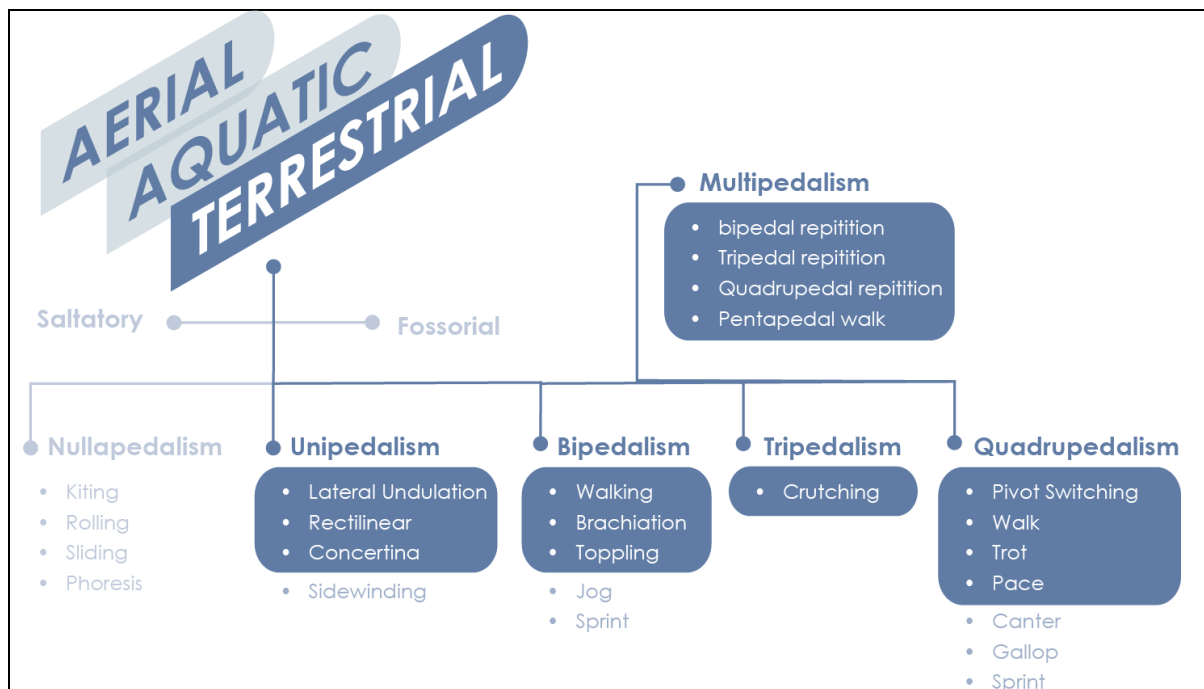 AERIAL
AQUATIC
TERRESTRIAL
Multipedalism
• bipedal repitition
• Tripedal repitition
• Quadrupedal repitition
• Pentapedal walk
Saltatory
Fossorial
Nullapedalism
• Kiting
• Rolling
• Sliding
• Phoresis
Unipedalism
• Lateral Undulation
• Rectilinear
• Concertina
• Sidewinding
Bipedalism
• Walking
• Brachiation
• Toppling
• Jog
• Sprint
Tripedalism
• Crutching
Quadrupedalism
• Pivot Switching
• Walk
• Trot
• Pace
• Canter
• Gallop
• Sprint